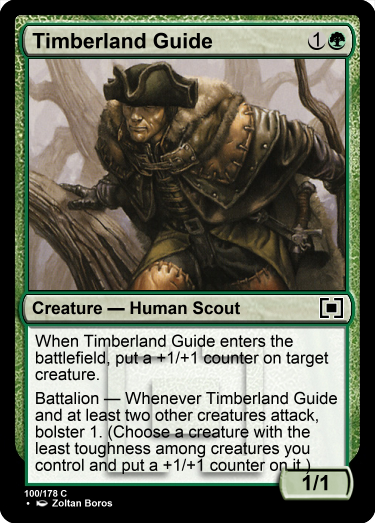 Timberland Guide 1
Creature — Human Scout
When Timberland Guide enters the
battlefield, put a +1/+1 counter on target
creature.
Battalion — Whenever Timberland Guide
and at least two other creatures attack,
bolster 1. (Choose a creature with the
least toughness among creatures you
control and put a +1/+1 counter on it.)
1/1
100/178 C
• Zoltan Boros